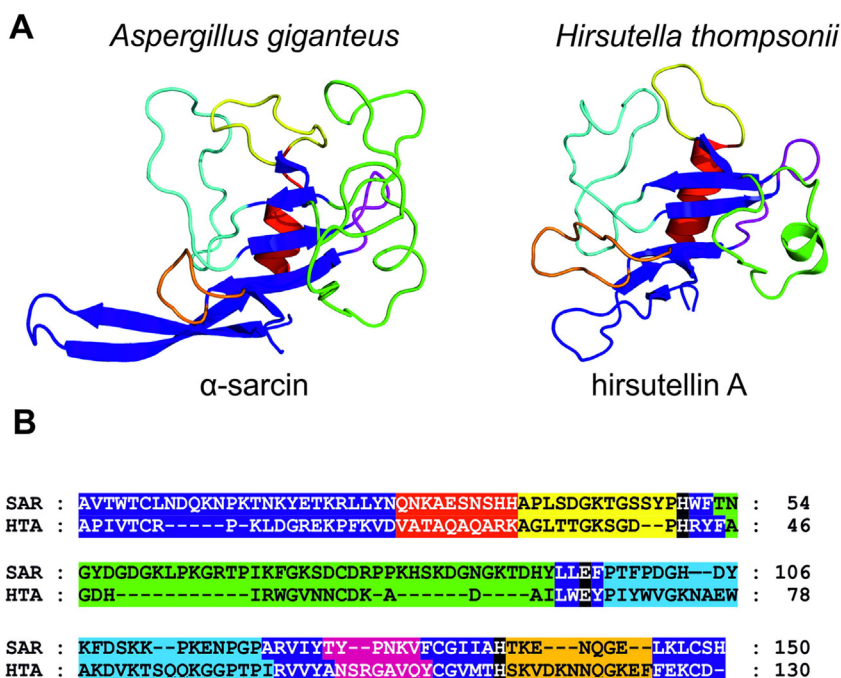 A
Aspergillus giganteus
Hirsutella thompsonii
α-sarcin
hirsutellin A
B
SAR : AVTWTCLNDQKNPKTNKYETKRLLYNQNKAESNSHHAPLSDGKTGSSYPHWFTN : 54
HTA : APIVTCR-----P-KLDGREKPFKVDVATAQAQARKAGLTTGKSGD--PHRYFA : 46
SAR : GYDGDGKLPKGRTPIKFGKSDCDRPPKHSKDGNGKTDHYLLEFPTFPDGH--DY : 106
HTA : GDH-----------IRWGVNNCDK-A------D----AILWEYPIYWVGKNAEW : 78
SAR : KFDSKK--PKENPGPARVIYTY--PNKVFCGIIAHTKE---NQGE--LKLCSH : 150
HTA : AKDVKTSQQKGGPTPIRVVYANSRGAVQYCGVMTHSKVDKNNQGKEFFEKCD- : 130